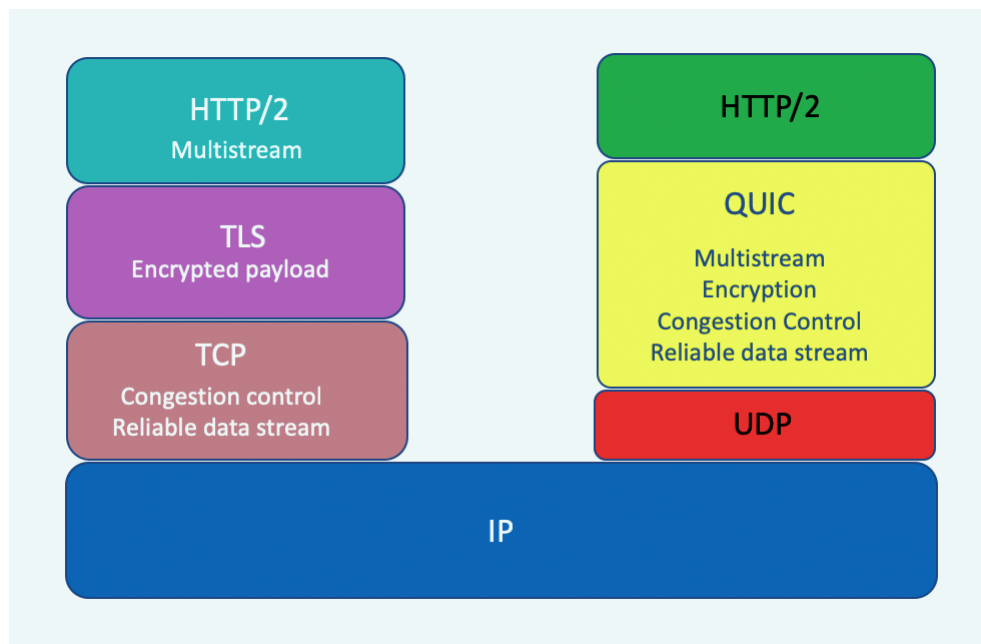 HTTP/2
Multistream
TLS
Encrypted payload
TCP
Congestion control
Reliable data stream
HTTP/2
QUIC
Multistream
Encryption
Congestion Control
Reliable data stream
UDP
IP